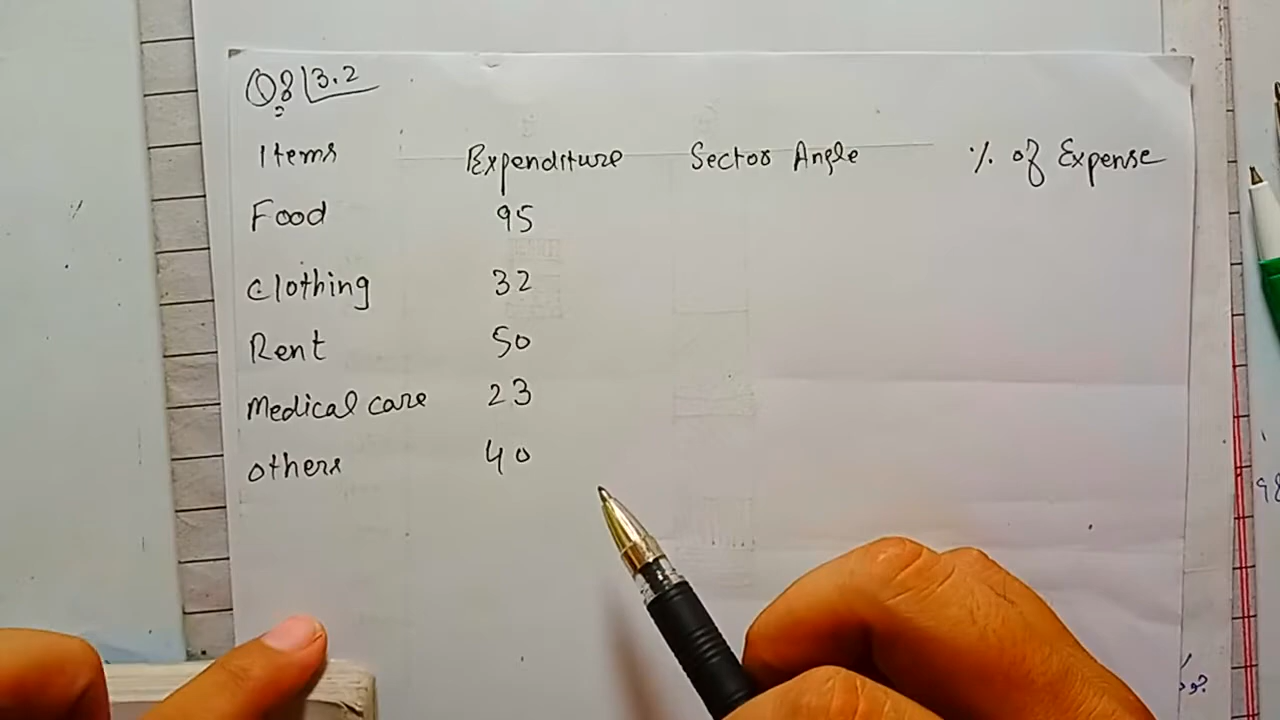 Q8 3.2
Items Expenditure Sector Angle % of Expense
Food 95
Clothing 32
Rent 50
Medical care 23
others 40